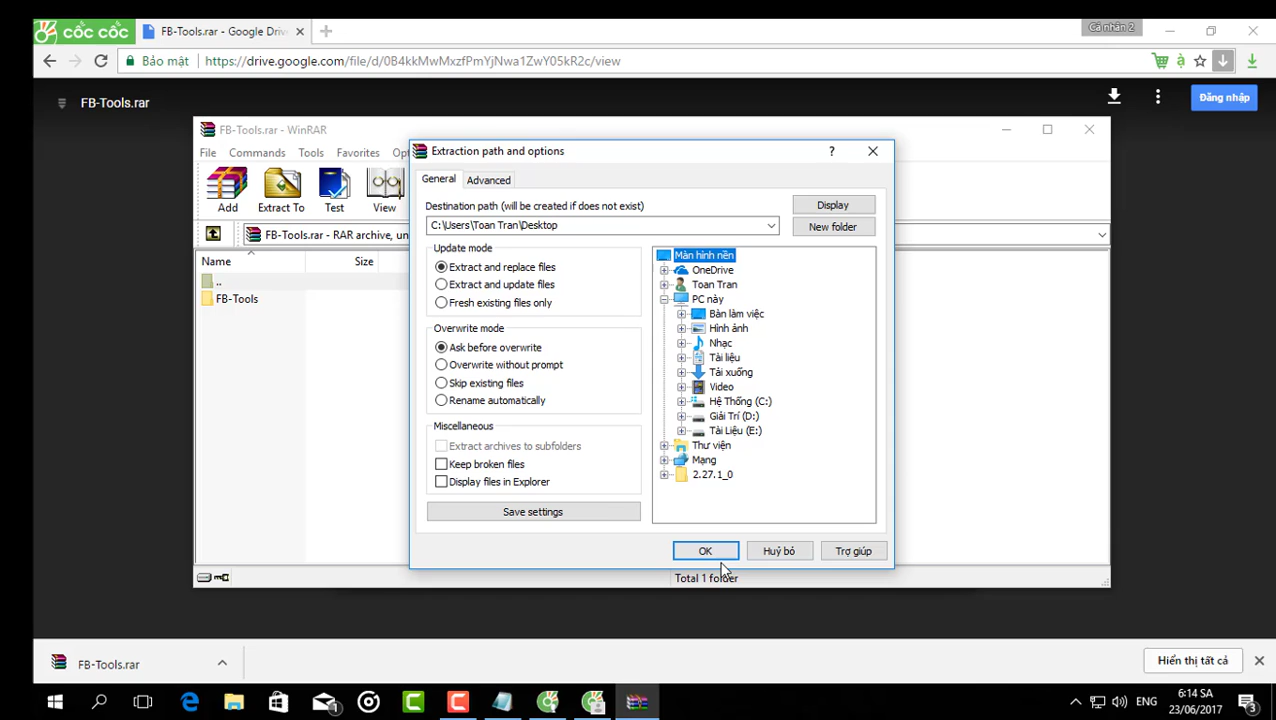 cốc cốc
FB-Tools.rar - Google Driv
Cá nhân 2
Bảo mật
https://drive.google.com/file/d/0B4kkMwMxzfPYjNwa1ZwY05kR2c/view
FB-Tools.rar
Đăng nhập
FB-Tools.rar - WinRAR
File Commands Tools Favorites Opt
Add Extract To Test View
FB-Tools.rar - RAR archive, un
Name Size
..
FB-Tools
Total 1 folder
Extraction path and options
?
General Advanced
Destination path (will be created if does not exist)
Display
C:\Users\Toan Tran\Desktop
New folder
Update mode
Extract and replace files
Extract and update files
Fresh existing files only
Overwrite mode
Ask before overwrite
Overwrite without prompt
Skip existing files
Rename automatically
Miscellaneous
Extract archives to subfolders
Keep broken files
Display files in Explorer
Save settings
Màn hình nền
OneDrive
Toan Tran
PC này
Bàn làm việc
Hình ảnh
Nhạc
Tài liệu
Tải xuống
Video
Hệ Thống (C:)
Giải Trí (D:)
Tài Liệu (E:)
Thư viện
Mạng
2.27.1_0
OK
Huỷ bỏ
Trợ giúp
FB-Tools.rar
Hiển thị tất cả
1
ENG
6:14 SA
23/06/2017
3